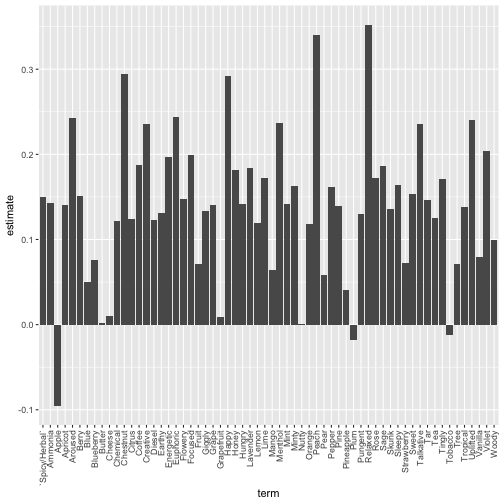 estimate
0.3
0.2
0.1
0.0
-0.1
`Spicy/Herbal`
Ammonia
Apple
Apricot
Aroused
Berry
Blue
Blueberry
Butter
Cheese
Chemical
Chestnut
Citrus
Coffee
Creative
Diesel
Earthy
Energetic
Euphoric
Flowery
Focused
Fruit
Giggly
Grape
Grapefruit
Happy
Honey
Hungry
Lavender
Lemon
Lime
Mango
Menthol
Mint
Minty
Nutty
Orange
Peach
Pear
Pepper
Pine
Pineapple
Plum
Pungent
Relaxed
Rose
Sage
Skunk
Sleepy
Strawberry
Sweet
Talkative
Tar
Tea
Tingly
Tobacco
Tree
Tropical
Uplifted
Vanilla
Violet
Woody
term